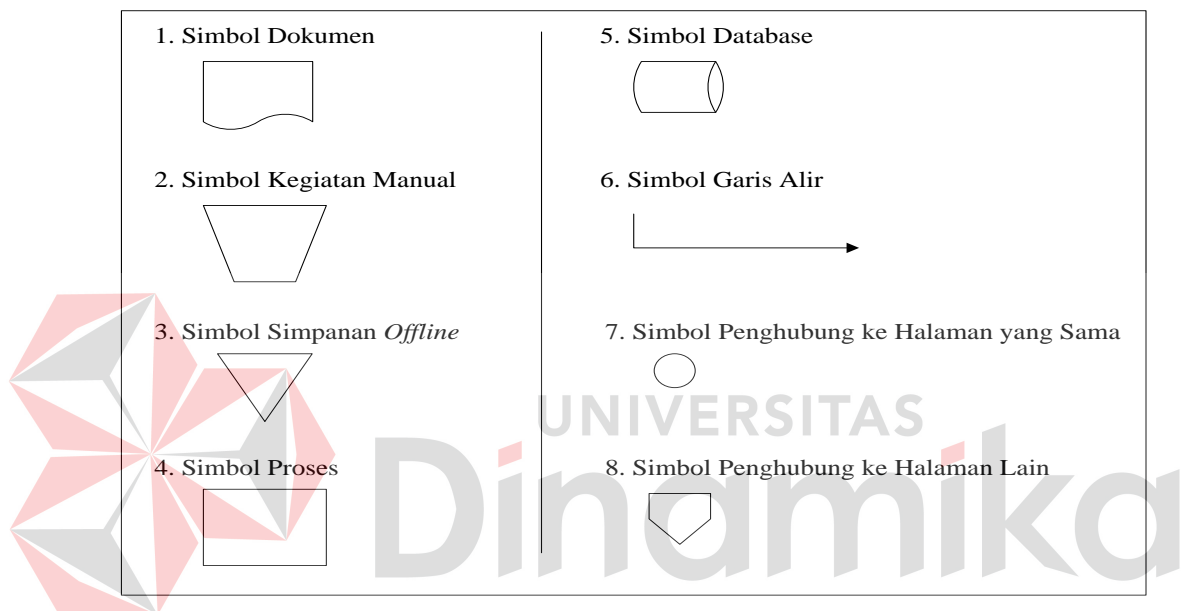 1. Simbol Dokumen
2. Simbol Kegiatan Manual
3. Simbol Simpanan Offline
4. Simbol Proses
5. Simbol Database
6. Simbol Garis Alir
7. Simbol Penghubung ke Halaman yang Sama
8. Simbol Penghubung ke Halaman Lain
UNIVERSITAS
Dinamika